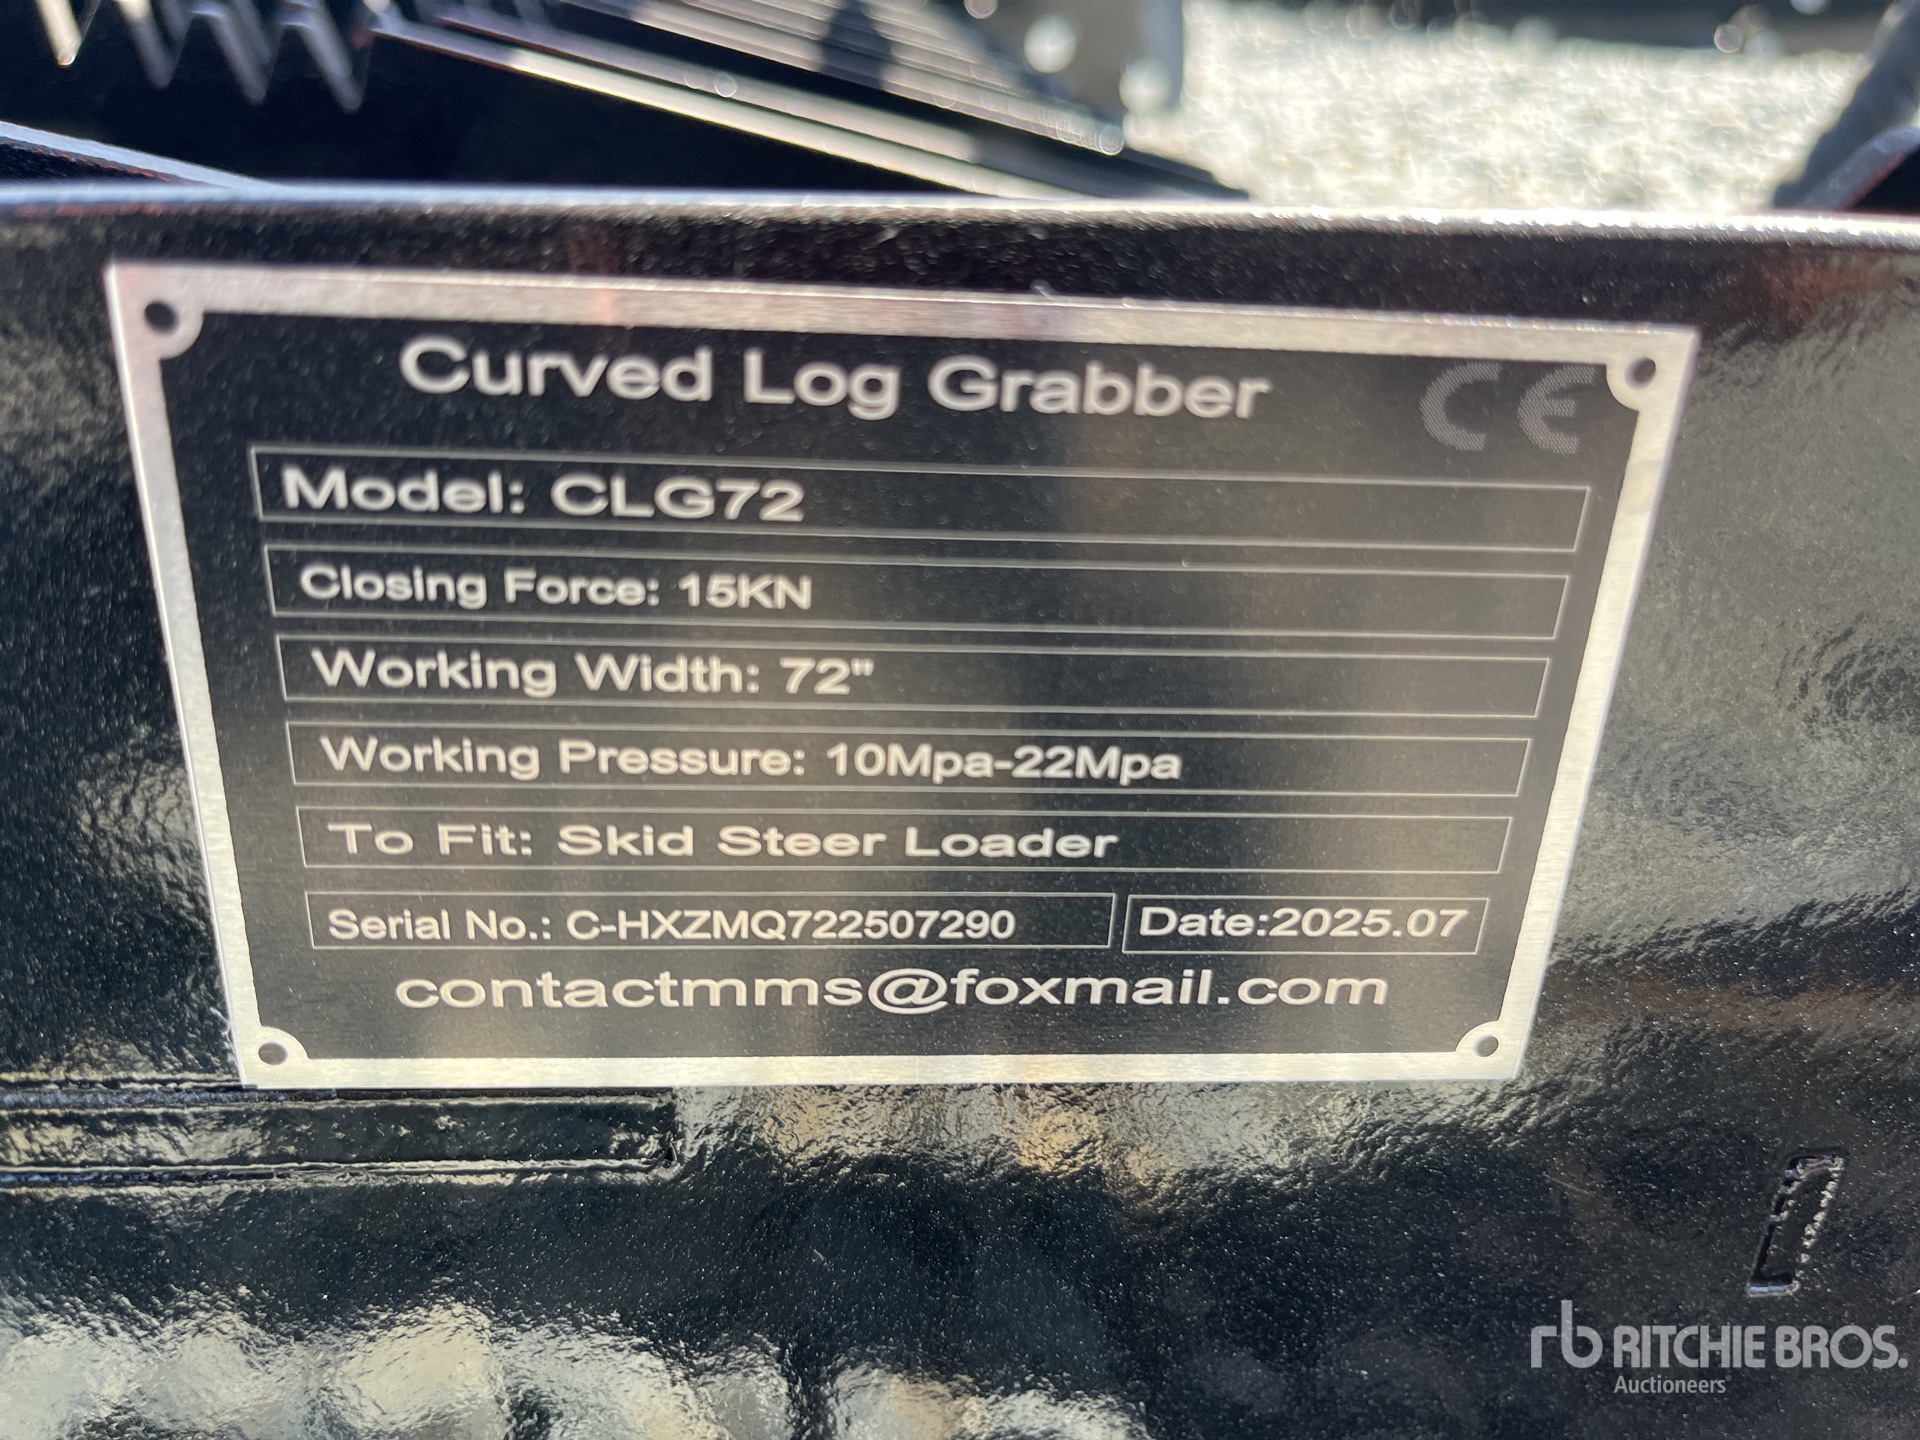 Curved Log Grabber
CE
Model: CLG72
Closing Force: 15KN
Working Width: 72"
Working Pressure: 10Mpa-22Mpa
To Fit: Skid Steer Loader
Serial No.: C-HXZMQ722507290
Date:2025.07
contactmms@foxmail.com
rb RITCHIE BROS.
Auctioneers